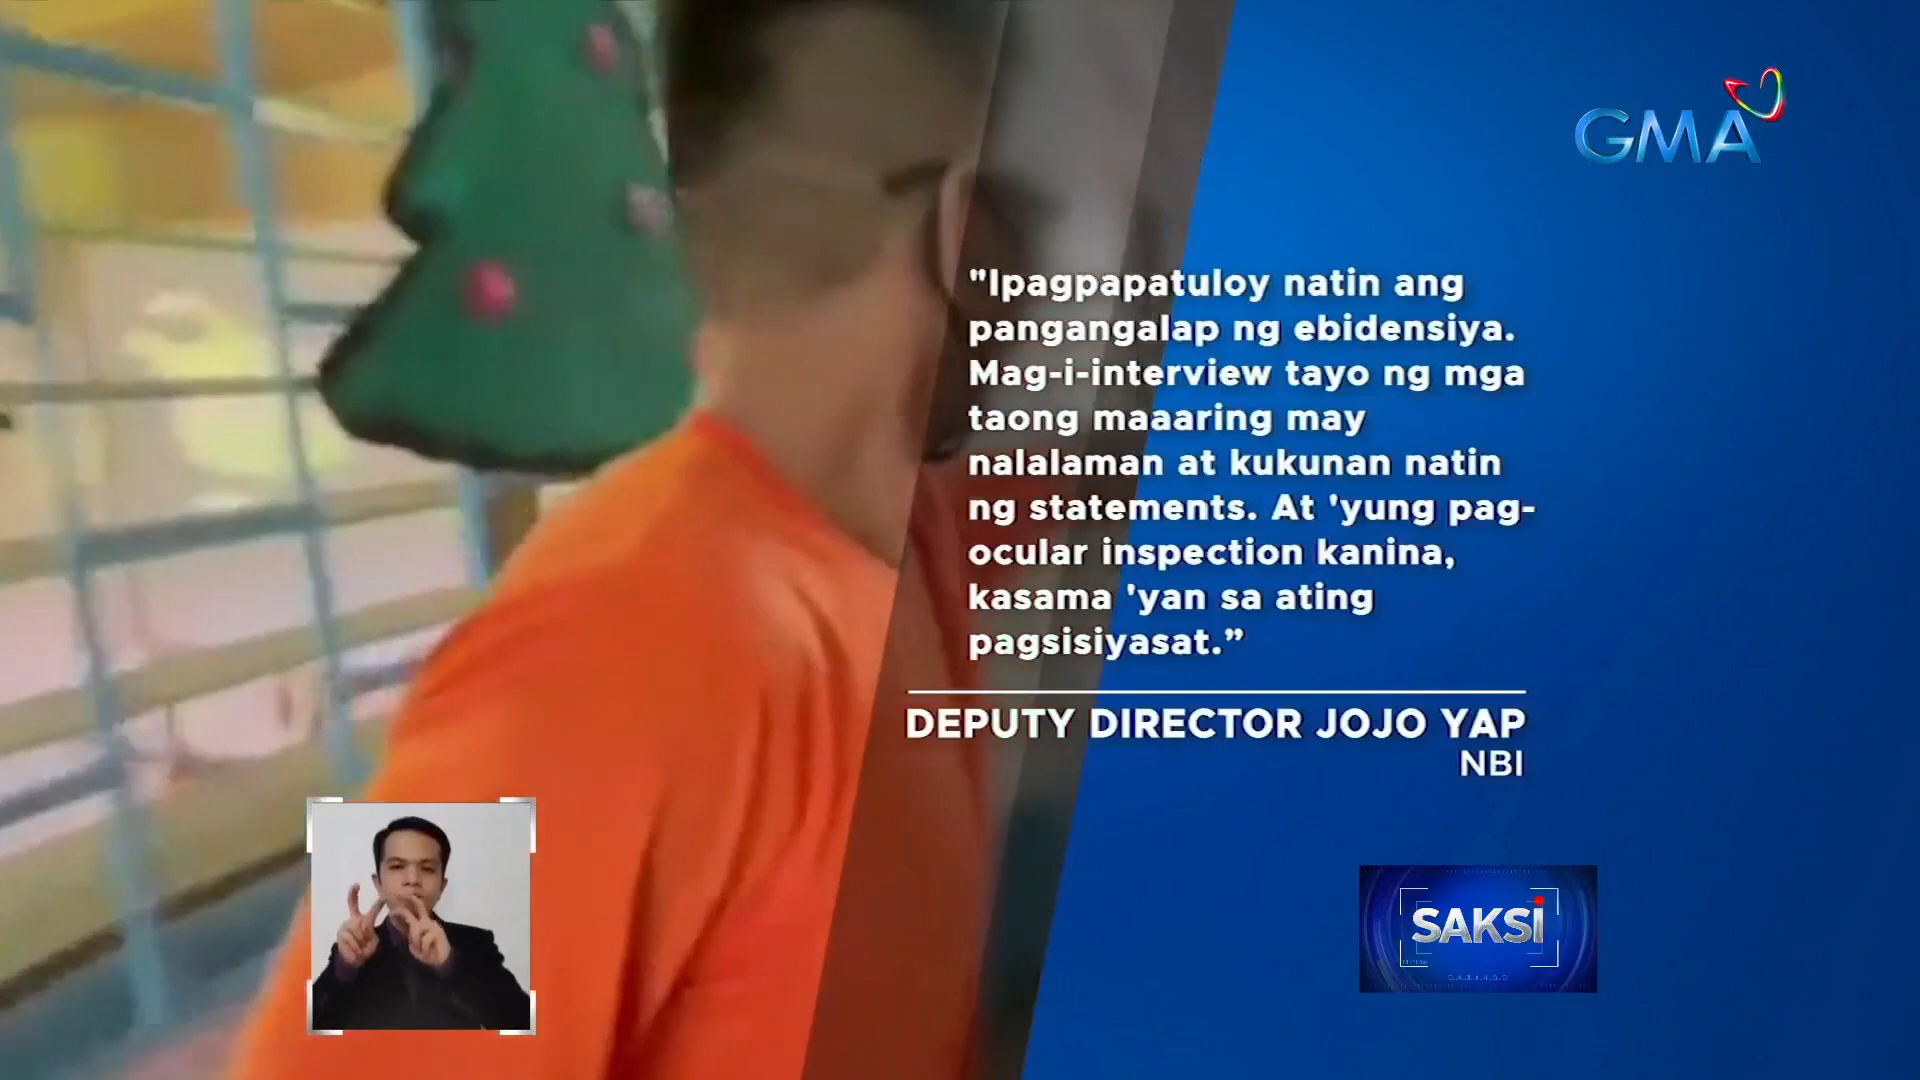 GMA
"Ipagpapatuloy natin ang
pangangalap ng ebidensiya.
Mag-i-interview tayo ng mga
taong maaaring may
nalalaman at kukunan natin
ng statements. At 'yung pag-
ocular inspection kanina,
kasama 'yan sa ating
pagsisiyasat.”
DEPUTY DIRECTOR JOJO YAP
NBI
SAKSI